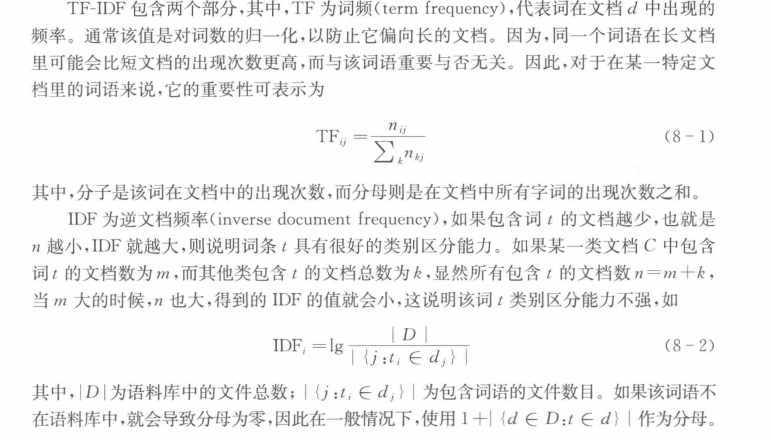 TF-IDF 包含两个部分,其中,TF 为词频(term frequency),代表词在文档 d 中出现的
频率。通常该值是对词数的归一化,以防止它偏向长的文档。因为,同一个词语在长文档
里可能会比短文档的出现次数更高,而与该词语重要与否无关。因此,对于在某一特定文
档里的词语来说,它的重要性可表示为
TF_{ij} = \frac{n_{ij}}{\sum_k n_{kj}} (8-1)
其中,分子是该词在文档中的出现次数,而分母则是在文档中所有字词的出现次数之和。
IDF 为逆文档频率(inverse document frequency),如果包含词 t 的文档越少,也就是
n 越小,IDF 就越大,则说明词条 t 具有很好的类别区分能力。如果某一类文档 C 中包含
词 t 的文档数为 m,而其他类包含 t 的文档总数为 k,显然所有包含 t 的文档数 n=m+k,
当 m 大的时候,n 也大,得到的 IDF 的值就会小,这说明该词 t 类别区分能力不强,如
IDF_i = lg \frac{|D|}{|\{j:t_i ∈ d_j\}|} (8-2)
其中,|D|为语料库中的文件总数;|{j:t_i ∈ d_j}|为包含词语的文件数目。如果该词语不
在语料库中,就会导致分母为零,因此在一般情况下,使用 1+|{d ∈ D:t ∈ d}|作为分母。